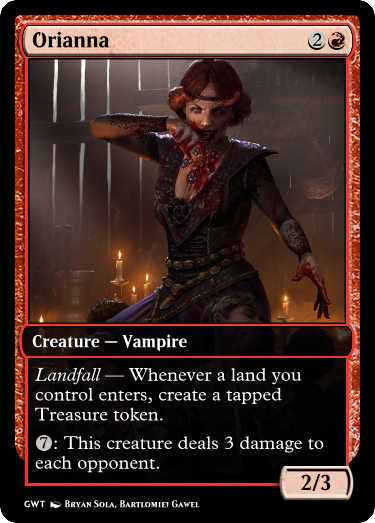 Orianna 2
Creature — Vampire
Landfall — Whenever a land you
control enters, create a tapped
Treasure token.
7: This creature deals 3 damage to
each opponent.
2/3
GWT Bryan Sola, Bartlomiej Gawel